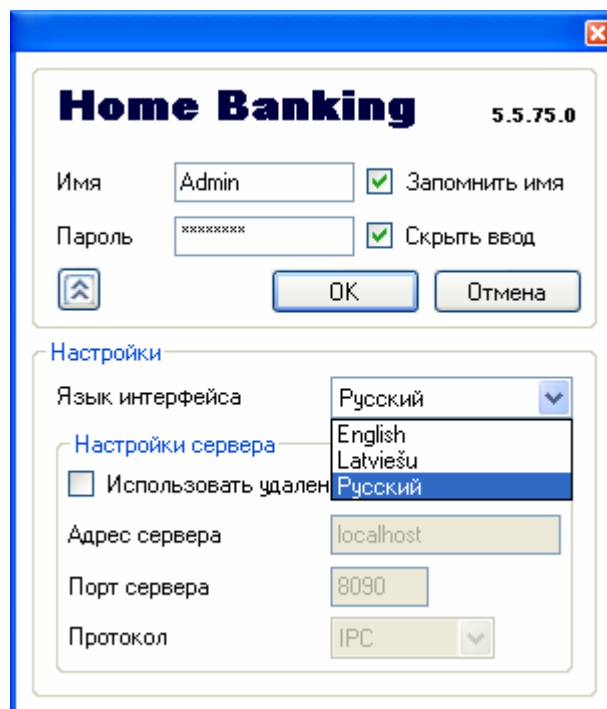 Home Banking 5.5.75.0
Имя Admin Запомнить имя
Пароль ******** Скрыть ввод
OK Отмена
Настройки
Язык интерфейса Русский
English
Настройки сервера
Latviešu
Использовать удален Русский
Адрес сервера localhost
Порт сервера 8090
Протокол IPC